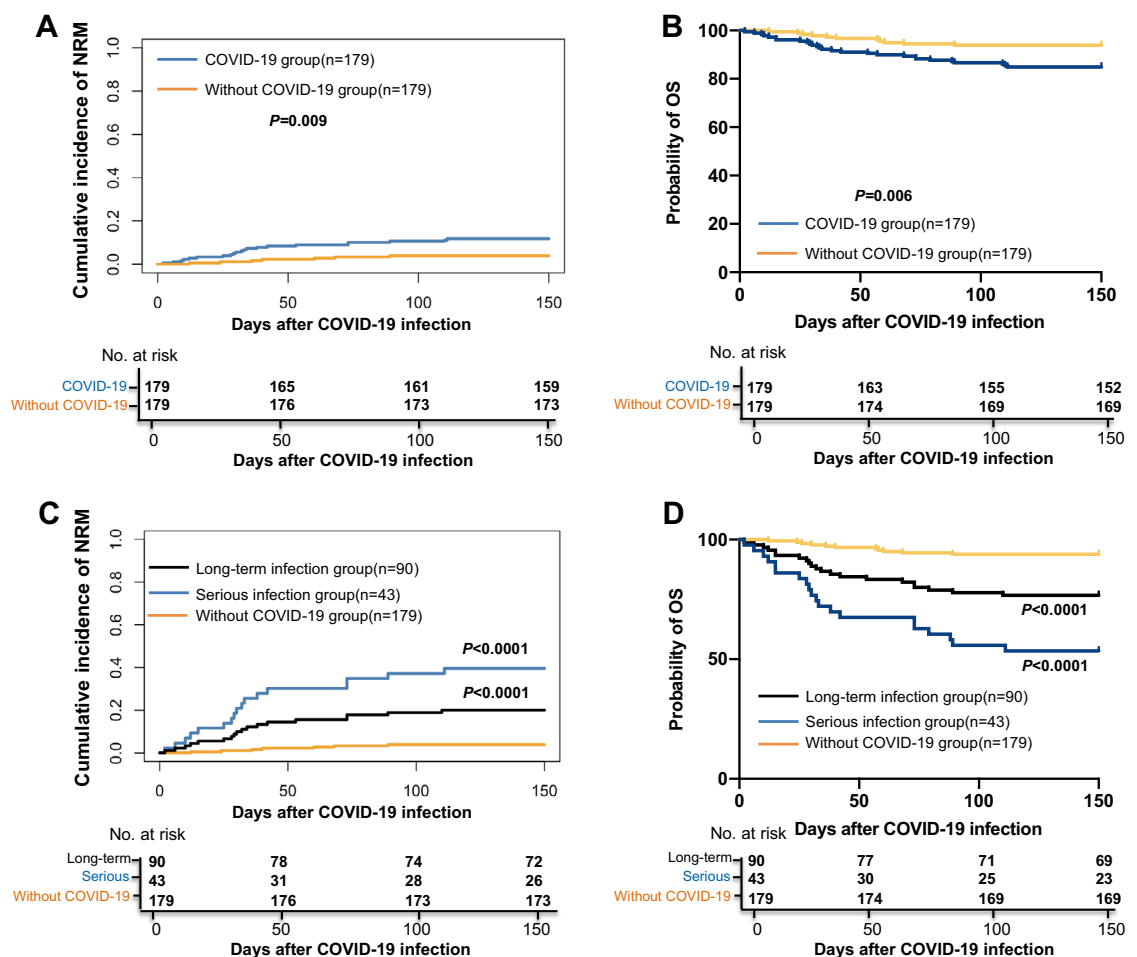 A
Cumulative incidence of NRM
1.0
0.8
0.6
0.4
0.2
0.0
COVID-19 group(n=179)
Without COVID-19 group(n=179)
P=0.009
0 50 100 150
Days after COVID-19 infection
No. at risk
COVID-19 179 165 161 159
Without COVID-19 179 176 173 173
0 50 100 150
Days after COVID-19 infection
B
Probability of OS
100
80
60
40
20
0
P=0.006
COVID-19 group(n=179)
Without COVID-19 group(n=179)
0 50 100 150
Days after COVID-19 infection
No. at risk
COVID-19 179 163 155 152
Without COVID-19 179 174 169 169
0 50 100 150
Days after COVID-19 infection
C
Cumulative incidence of NRM
1.0
0.8
0.6
0.4
0.2
0.0
Long-term infection group(n=90)
Serious infection group(n=43)
Without COVID-19 group(n=179)
P<0.0001
P<0.0001
0 50 100 150
Days after COVID-19 infection
No. at risk
Long-term 90 78 74 72
Serious 43 31 28 26
Without COVID-19 179 176 173 173
0 50 100 150
Days after COVID-19 infection
D
Probability of OS
100
50
0
P<0.0001
P<0.0001
Long-term infection group(n=90)
Serious infection group(n=43)
Without COVID-19 group(n=179)
0 50 100 150
Days after COVID-19 infection
No. at risk
Long-term 90 77 71 69
Serious 43 30 25 23
Without COVID-19 179 174 169 169
0 50 100 150
Days after COVID-19 infection